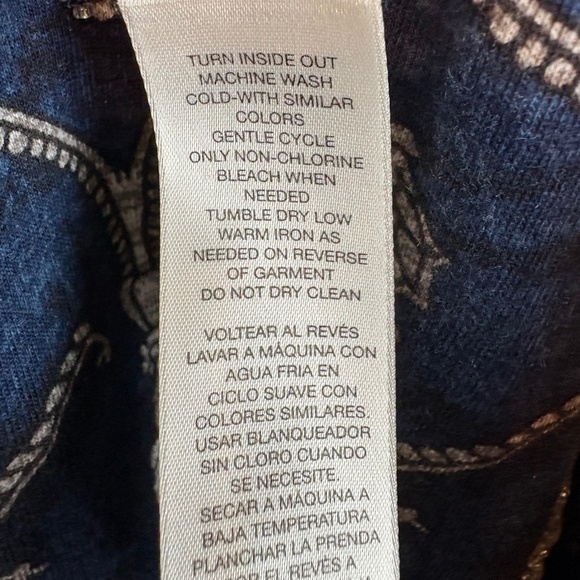 TURN INSIDE OUT
MACHINE WASH
COLD-WITH SIMILAR
COLORS
GENTLE CYCLE
ONLY NON-CHLORINE
BLEACH WHEN
NEEDED
TUMBLE DRY LOW
WARM IRON AS
NEEDED ON REVERSE
OF GARMENT
DO NOT DRY CLEAN
VOLTEAR AL REVÉS
LAVAR A MÁQUINA CON
AGUA FRIA EN
CICLO SUAVE CON
COLORES SIMILARES.
USAR BLANQUEADOR
SIN CLORO CUANDO
SE NECESITE.
SECAR A MÁQUINA A
BAJA TEMPERATURA
PLANCHAR LA PRENDA
POR EL REVÉS A